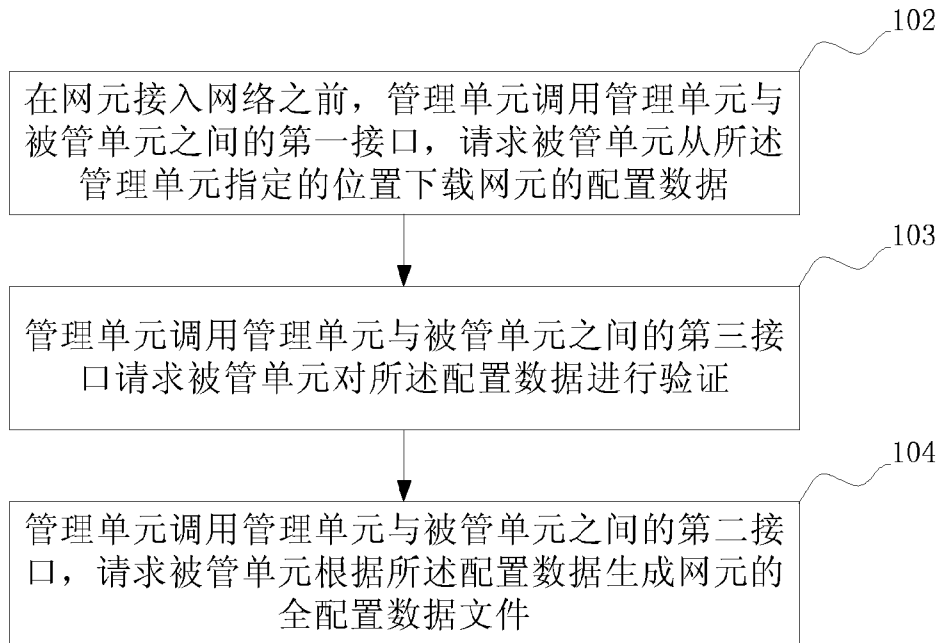 102
在网元接入网络之前，管理单元调用管理单元与
被管单元之间的第一接口，请求被管单元从所述
管理单元指定的位置下载网元的配置数据
103
管理单元调用管理单元与被管单元之间的第三接
口请求被管单元对所述配置数据进行验证
104
管理单元调用管理单元与被管单元之间的第二接
口，请求被管单元根据所述配置数据生成网元的
全配置数据文件